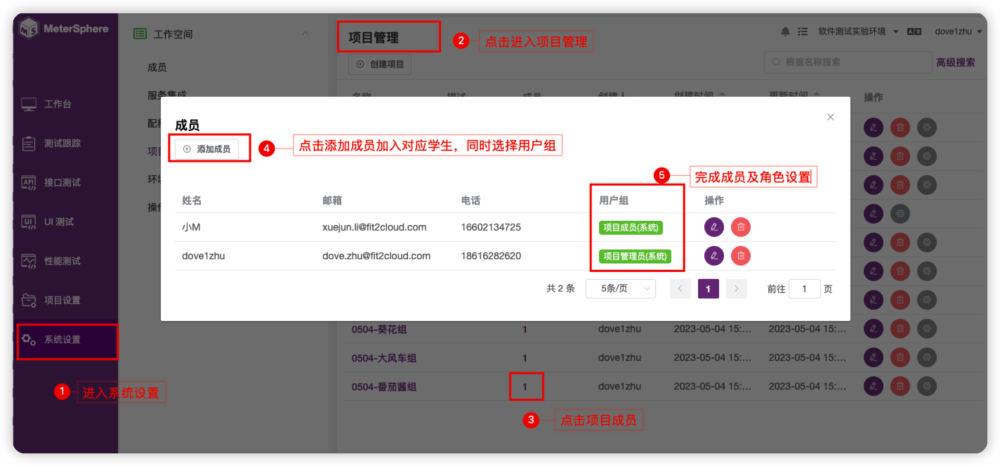 MeterSphere
工作台
测试跟踪
API 接口测试
UI UI 测试
性能测试
项目设置
系统设置
1 进入系统设置
工作空间
成员
服务集成
项目管理
2 点击进入项目管理
软件测试实验环境
dove1zhu
创建项目
根据名称搜索
高级搜索
名称 描述 成员 创建人 创建时间 更新时间 操作
成员
添加成员
4 点击添加成员加入对应学生，同时选择用户组
5 完成成员及角色设置
姓名 邮箱 电话 用户组 操作
小M xuejun.li@fit2cloud.com 16602134725 项目成员(系统)
dove1zhu dove.zhu@fit2cloud.com 18616282620 项目管理员(系统)
共 2 条 5条/页 1 前往 1 页
0504-葵花组 1 dove1zhu 2023-05-04 15:... 2023-05-04 15:...
0504-大风车组 1 dove1zhu 2023-05-04 15:... 2023-05-04 15:...
0504-番茄酱组 1 dove1zhu 2023-05-04 15:... 2023-05-04 15:...
3 点击项目成员